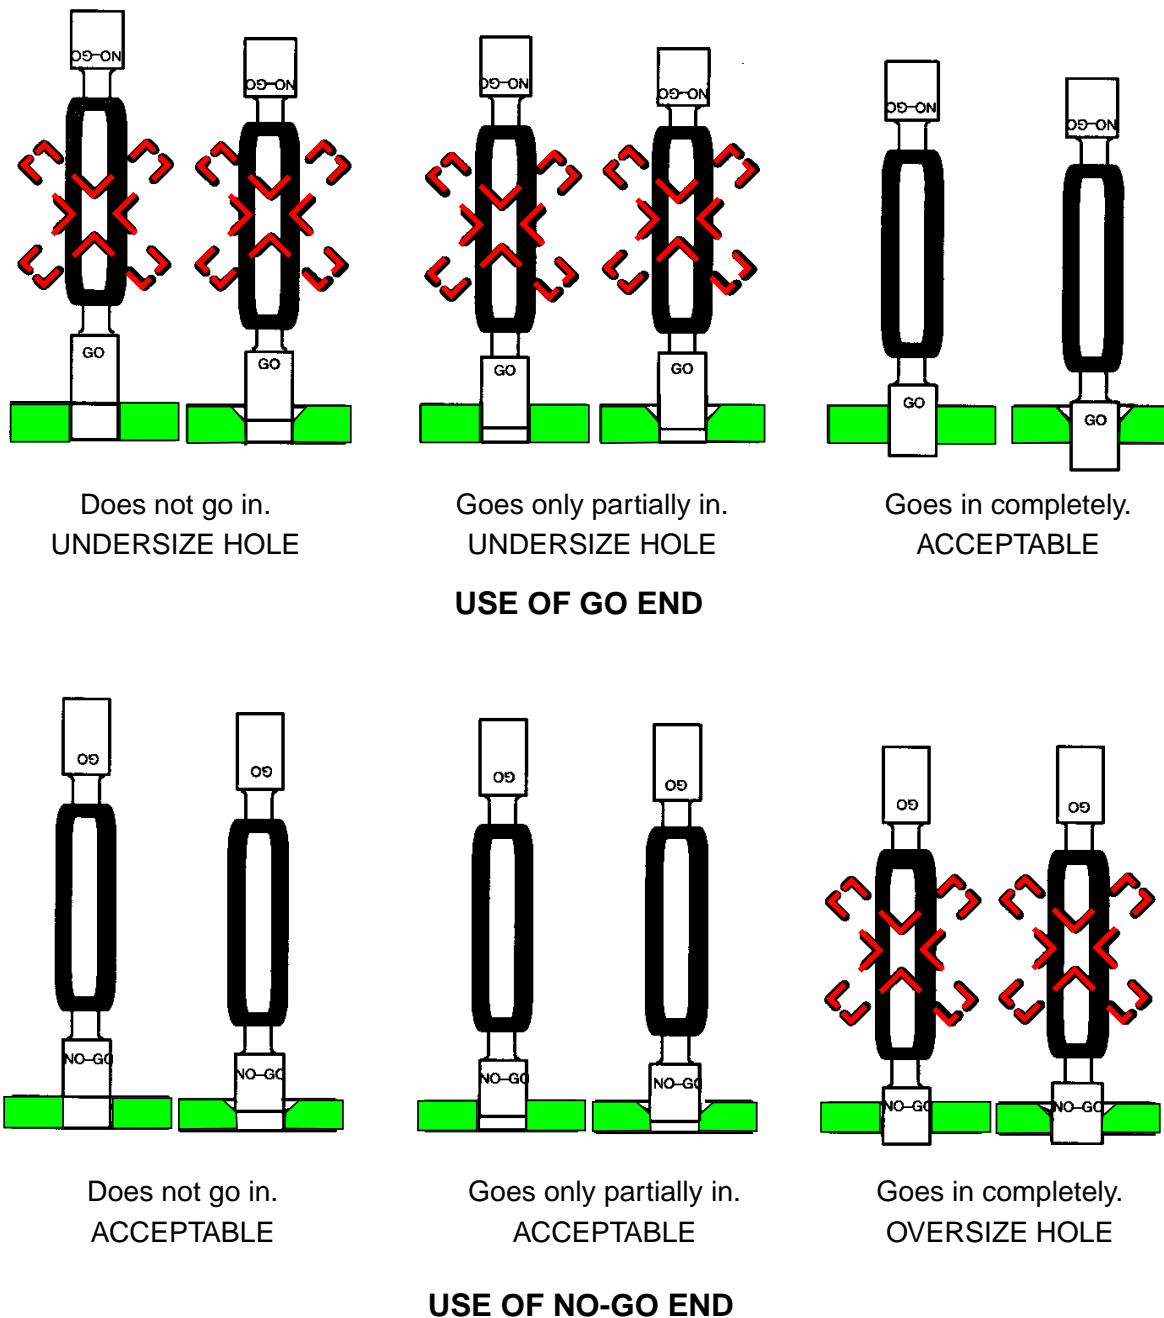 NO-GO
NO-GO
NO-GO
NO-GO
NO-GO
NO-GO
GO
GO
GO
GO
GO
GO
Does not go in.
UNDERSIZE HOLE
Goes only partially in.
UNDERSIZE HOLE
Goes in completely.
ACCEPTABLE
USE OF GO END
GO
GO
GO
GO
GO
GO
NO-GO
NO-GO
NO-GO
NO-GO
NO-GO
NO-GO
Does not go in.
ACCEPTABLE
Goes only partially in.
ACCEPTABLE
Goes in completely.
OVERSIZE HOLE
USE OF NO-GO END